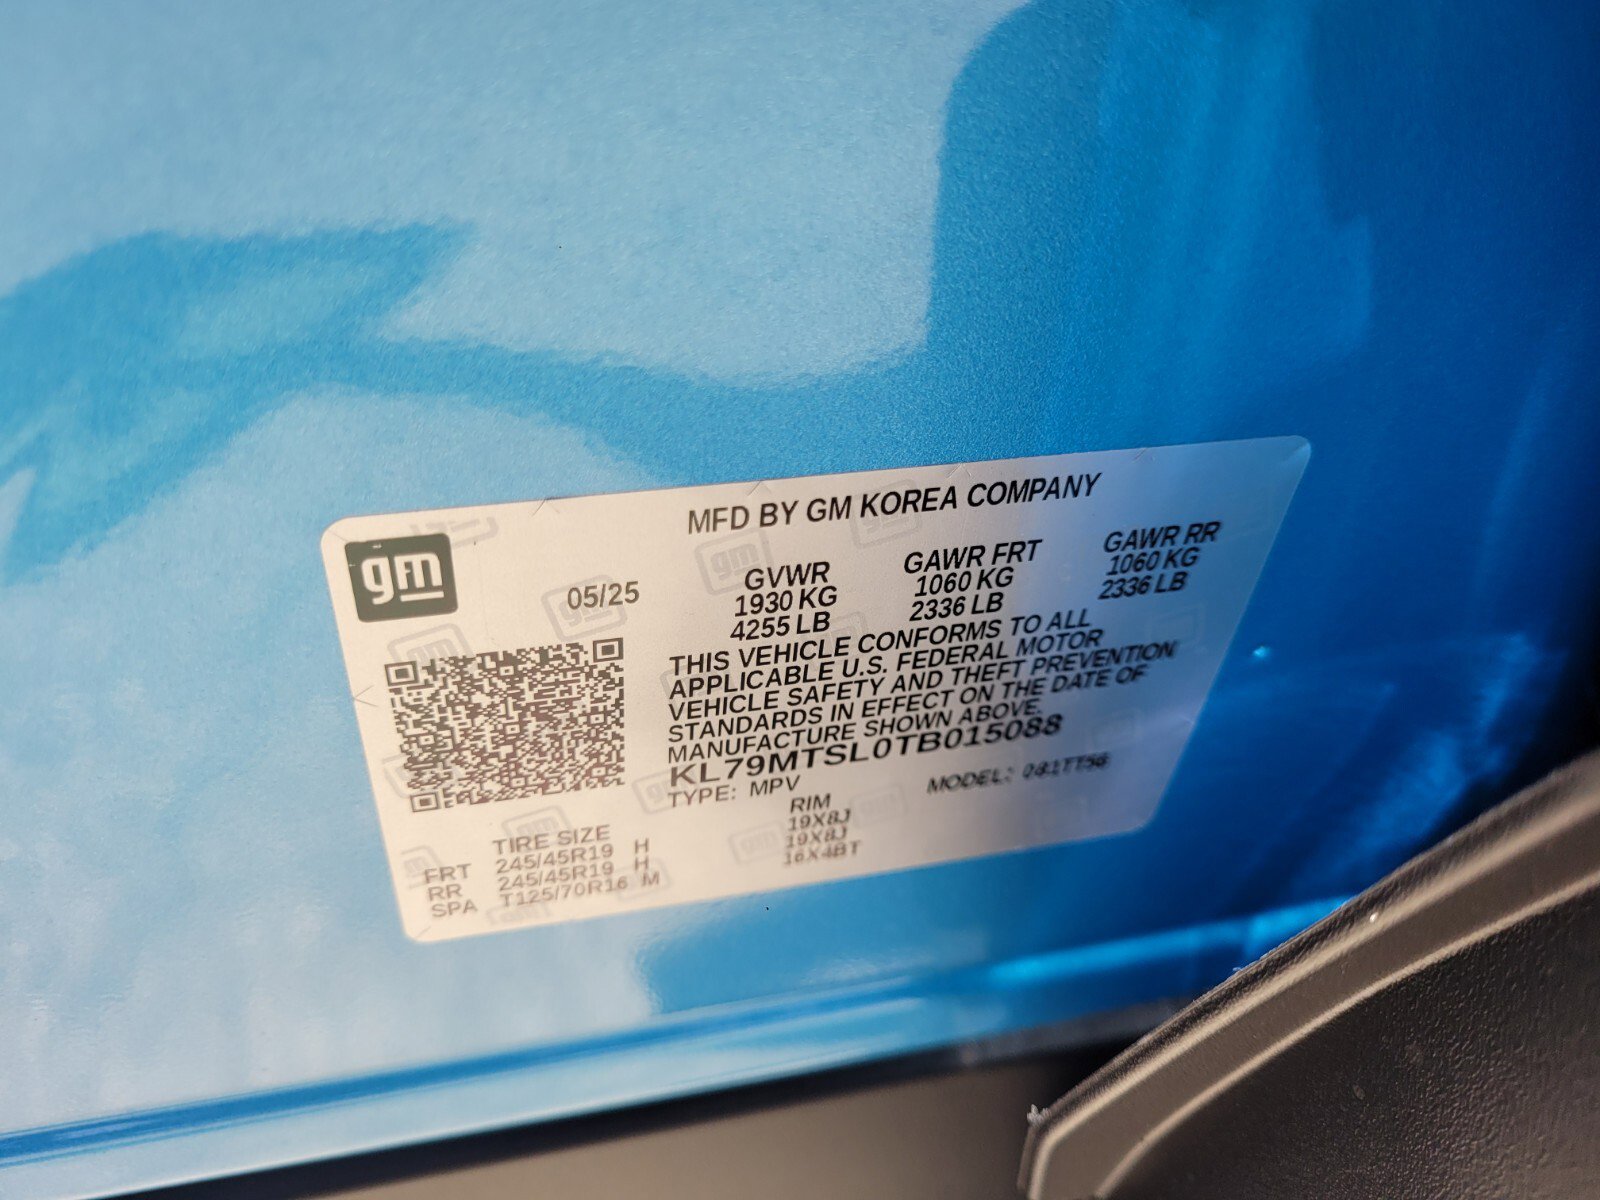 MFD BY GM KOREA COMPANY
gm
05/25
GVWR
1930 KG
4255 LB
GAWR FRT
1060 KG
2336 LB
GAWR RR
1060 KG
2336 LB
THIS VEHICLE CONFORMS TO ALL
APPLICABLE U.S. FEDERAL MOTOR
VEHICLE SAFETY AND THEFT PREVENTION
STANDARDS IN EFFECT ON THE DATE OF
MANUFACTURE SHOWN ABOVE.
KL79MTSL0TB015088
TYPE: MPV
MODEL:
TIRE SIZE
RIM
FRT 245/45R19 H 19X8J
RR 245/45R19 H 19X8J
SPA T125/70R16 M 16X4BT